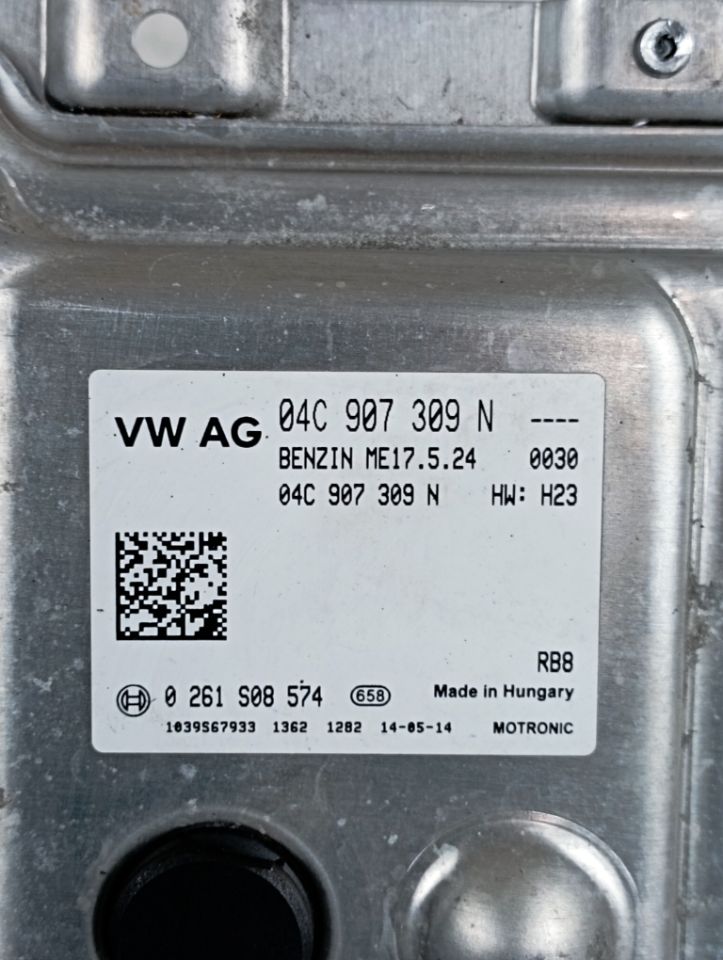 VW AG 04C 907 309 N ----
BENZIN ME17.5.24 0030
04C 907 309 N HW: H23
RB8
0 261 S08 574 658 Made in Hungary
1039S67933 1362 1282 14-05-14 MOTRONIC